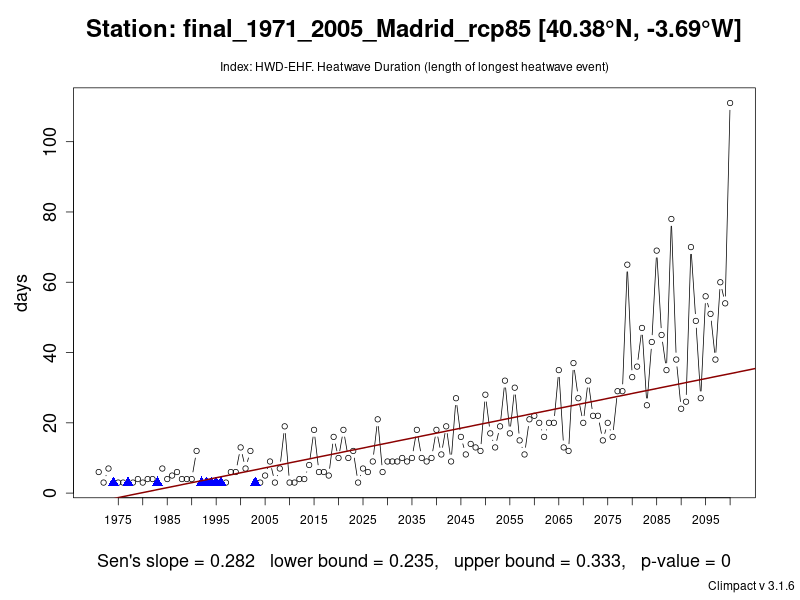 Station: final_1971_2005_Madrid_rcp85 [40.38°N, -3.69°W]
Index: HWD-EHF. Heatwave Duration (length of longest heatwave event)
days
100
80
60
40
20
0
1975 1985 1995 2005 2015 2025 2035 2045 2055 2065 2075 2085 2095
Sen's slope = 0.282 lower bound = 0.235, upper bound = 0.333, p-value = 0
Climpact v 3.1.6